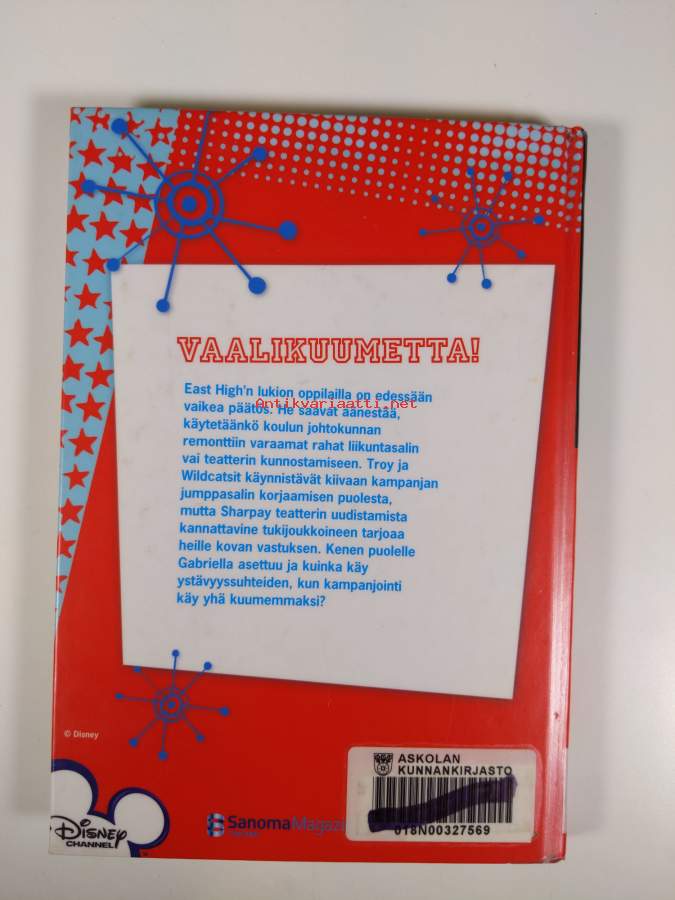 VAALIKUUMETTA!
East High'n lukion oppilailla on edessään
vaikea päätös. He saavat äänestää,
Antikvariaatti.net
käytetäänkö koulun johtokunnan
remonttiin varaamat rahat liikuntasalin
vai teatterin kunnostamiseen. Troy ja
Wildcatsit käynnistävät kiivaan kampanjan
jumppasalin korjaamisen puolesta,
mutta Sharpay teatterin uudistamista
kannattavine tukijoukkoineen tarjoaa
heille kovan vastuksen. Kenen puolelle
Gabriella asettuu ja kuinka käy
ystävyyssuhteiden, kun kampanjointi
käy yhä kuumemmaksi?
© Disney
ASKOLAN
KUNNANKIRJASTO
018N00327569
SanomaMagazi
DISNEY
CHANNEL